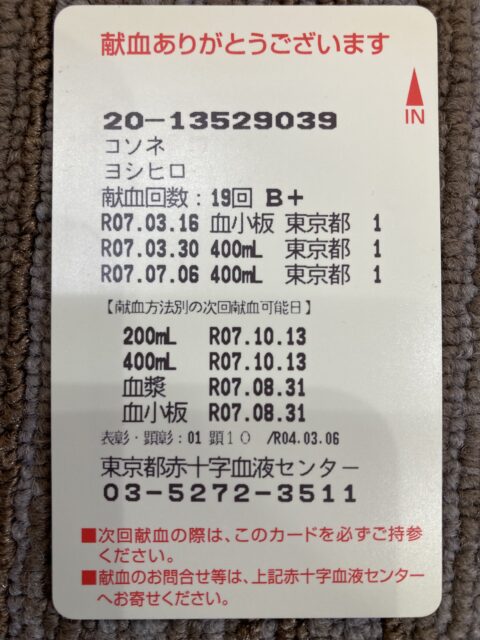 献血ありがとうございます
IN
20-13529039
コソネ
ヨシヒロ
献血回数：19回 B+
R07.03.16 血小板 東京都 1
R07.03.30 400mL 東京都 1
R07.07.06 400mL 東京都 1
【献血方法別の次回献血可能日】
200mL R07.10.13
400mL R07.10.13
血漿 R07.08.31
血小板 R07.08.31
表彰・顕彰：01 顕10 /R04.03.06
東京都赤十字血液センター
03-5272-3511
■次回献血の際は、このカードを必ずご持参
ください。
■献血のお問合せ等は、上記赤十字血液センター
へお寄せください。